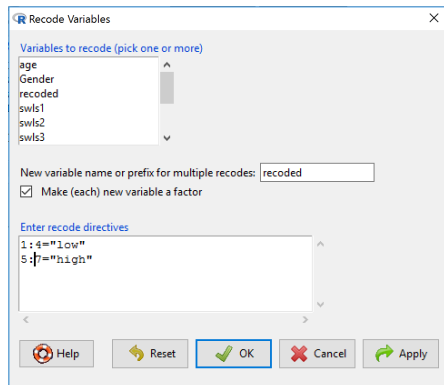 Recode Variables
Variables to recode (pick one or more)
age
Gender
recoded
swls1
swls2
swls3
New variable name or prefix for multiple recodes: recoded
Make (each) new variable a factor
Enter recode directives
1:4="low"
5:7="high"
Help Reset OK Cancel Apply